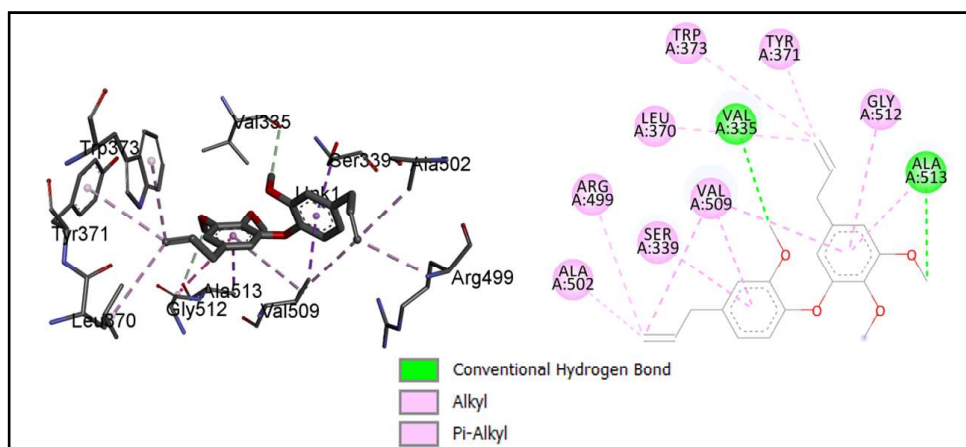 Val335
Trp373
Ser339
Ala502
Unk1
Tyr371
Arg499
Ala513
Gly512
Val509
Leu370
TRP
A:373
TYR
A:371
GLY
A:512
LEU
A:370
VAL
A:335
ALA
A:513
ARG
A:499
VAL
A:509
SER
A:339
ALA
A:502
O
O
O
O
Conventional Hydrogen Bond
Alkyl
Pi-Alkyl